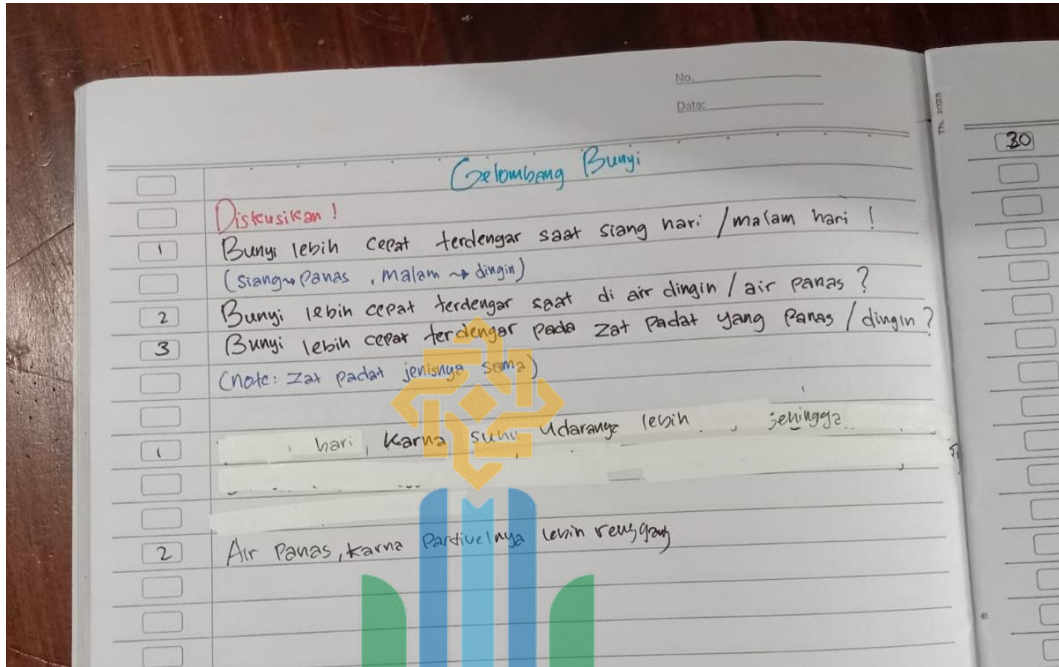 No.
Date:
30
Gelombang Bunyi
Diskusikan!
1 Bunyi lebih cepat terdengar saat siang hari / malam hari!
(siang → panas, malam → dingin)
2 Bunyi lebih cepat terdengar saat di air dingin / air panas?
3 Bunyi lebih cepat terdengar pada zat padat yang panas / dingin?
(note: zat padat jenisnya sama)
1 hari, karna suhu udaranya lebih sehingga
2 Air panas, karna partikelnya lebih renggang